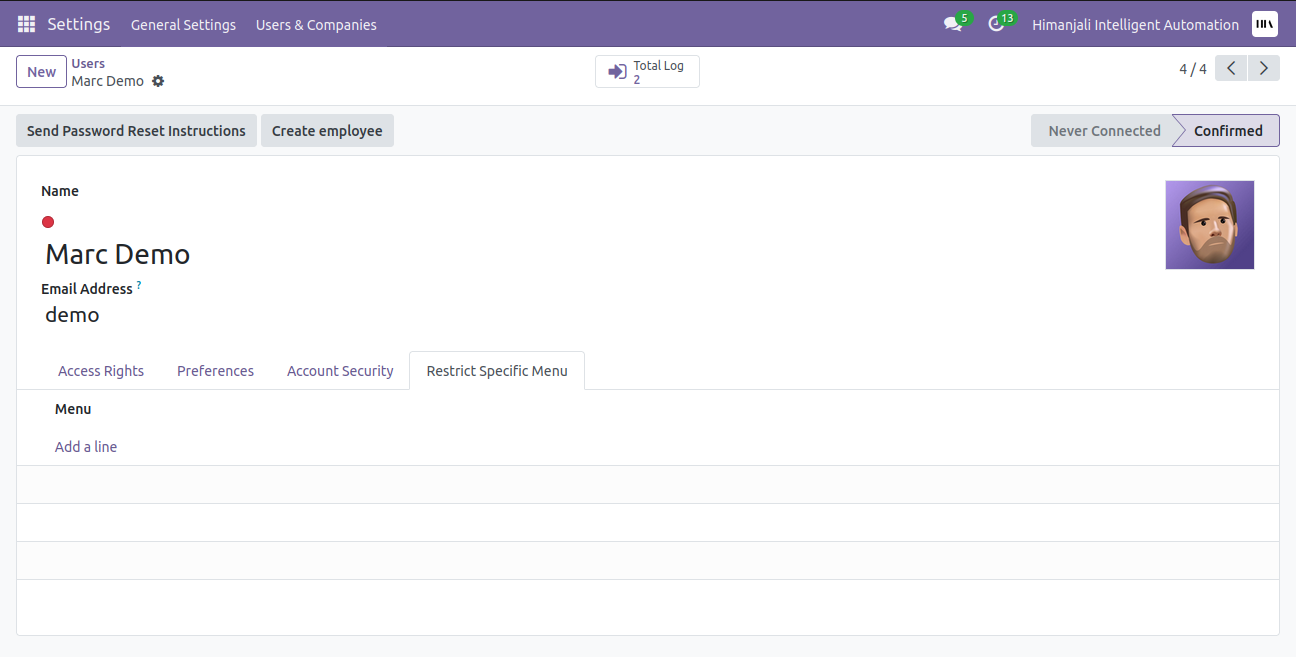 Settings General Settings Users & Companies 5 13 Himanjali Intelligent Automation
New Users Total Log
Marc Demo 2 4 / 4
Send Password Reset Instructions Create employee Never Connected Confirmed
Name
Marc Demo
Email Address ?
demo
Access Rights Preferences Account Security Restrict Specific Menu
Menu
Add a line